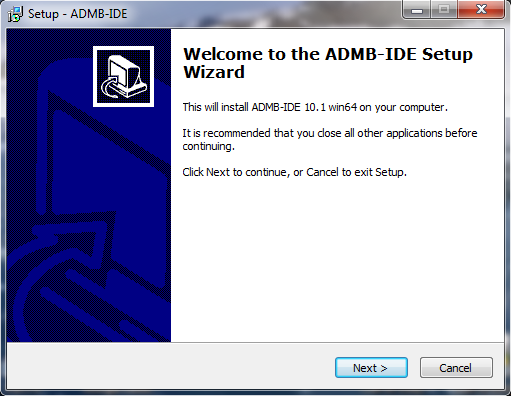 Setup - ADMB-IDE
Welcome to the ADMB-IDE Setup
Wizard
This will install ADMB-IDE 10.1 win64 on your computer.
It is recommended that you close all other applications before
continuing.
Click Next to continue, or Cancel to exit Setup.
Next >
Cancel